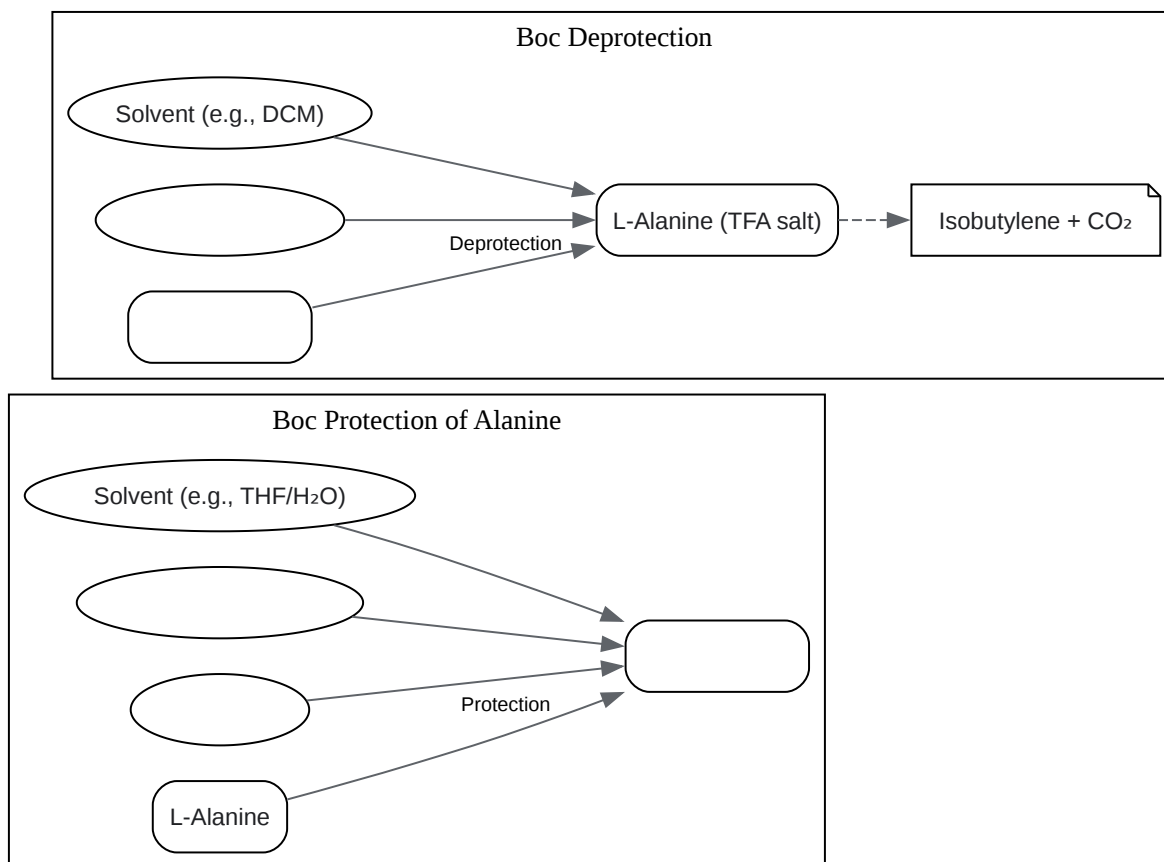 Boc Deprotection
Solvent (e.g., DCM)
L-Alanine (TFA salt)
Isobutylene + CO₂
Deprotection
Boc Protection of Alanine
Solvent (e.g., THF/H₂O)
Protection
L-Alanine